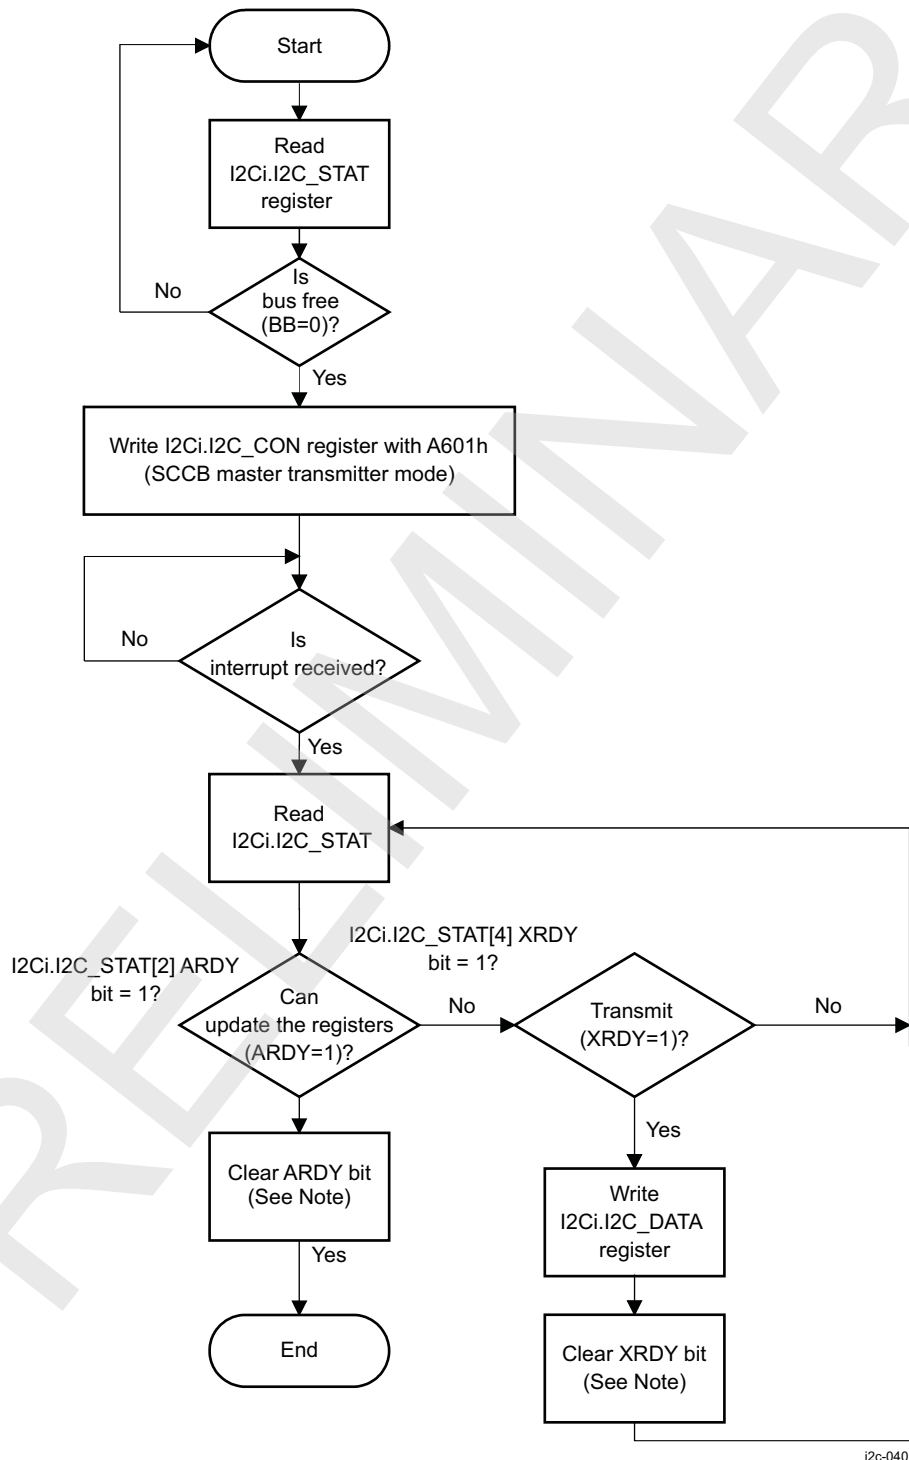 Start
Read
I2Ci.I2C_STAT
register
Is
bus free
(BB=0)?
No
Yes
Write I2Ci.I2C_CON register with A601h
(SCCB master transmitter mode)
Is
interrupt received?
No
Yes
Read
I2Ci.I2C_STAT
I2Ci.I2C_STAT[2] ARDY
bit = 1?
I2Ci.I2C_STAT[4] XRDY
bit = 1?
Can
update the registers
(ARDY=1)?
No
Transmit
(XRDY=1)?
No
Clear ARDY bit
(See Note)
Yes
End
Yes
Write
I2Ci.I2C_DATA
register
Clear XRDY bit
(See Note)
i2c-040
RELIMINAR